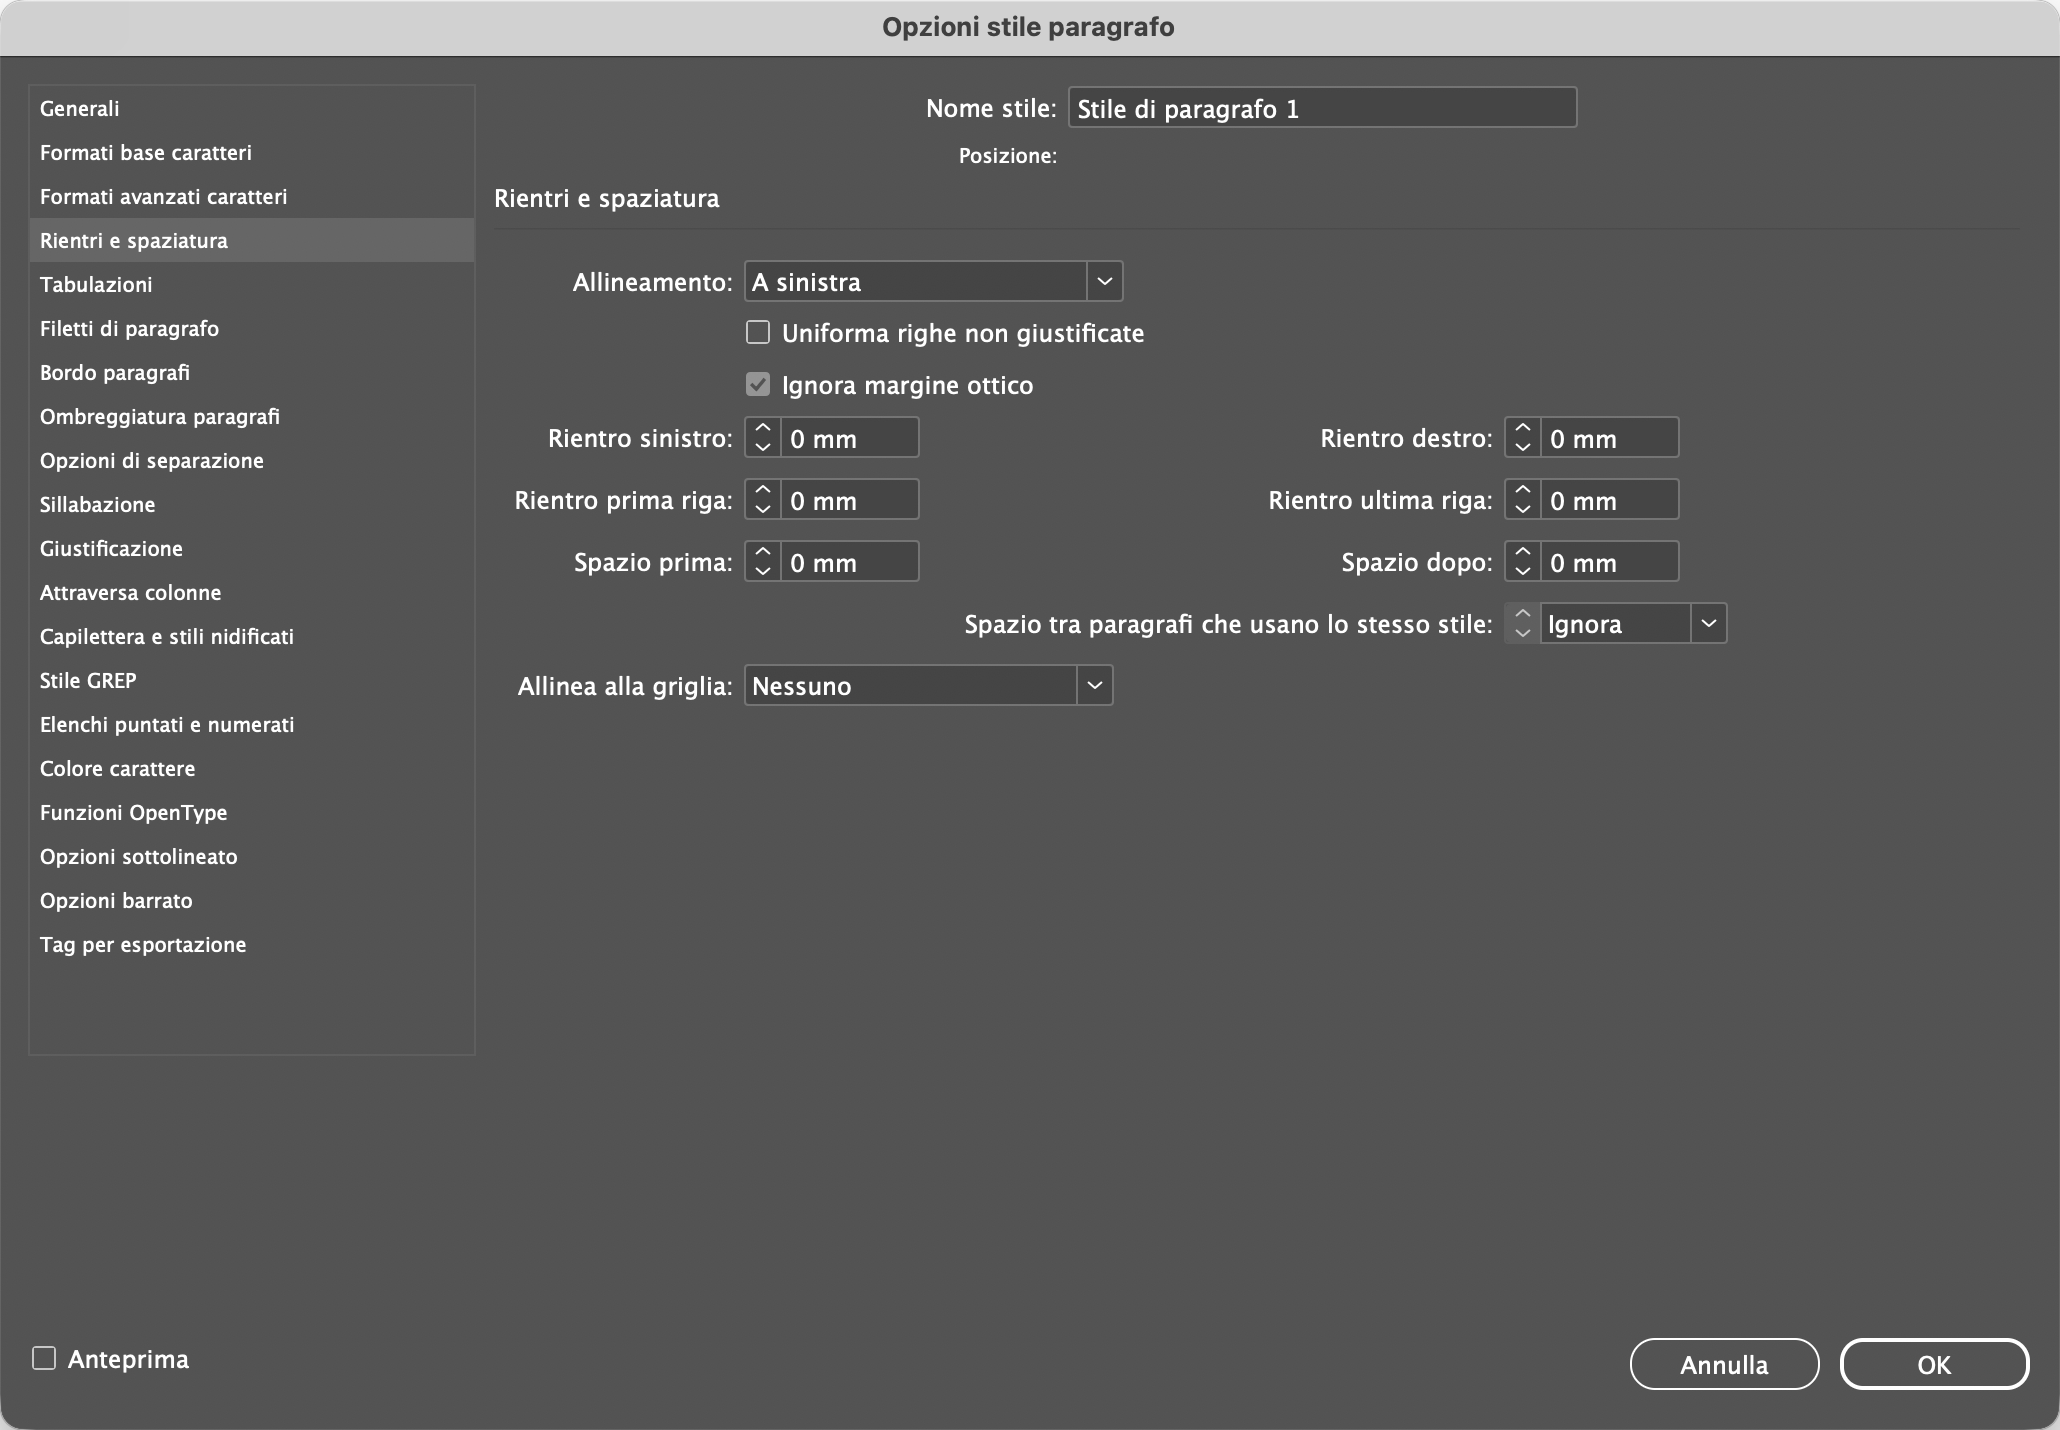 Opzioni stile paragrafo
Generali
Formati base caratteri
Formati avanzati caratteri
Rientri e spaziatura
Tabulazioni
Filetti di paragrafo
Bordo paragrafi
Ombreggiatura paragrafi
Opzioni di separazione
Sillabazione
Giustificazione
Attraversa colonne
Capilettera e stili nidificati
Stile GREP
Elenchi puntati e numerati
Colore carattere
Funzioni OpenType
Opzioni sottolineato
Opzioni barrato
Tag per esportazione
Nome stile: Stile di paragrafo 1
Posizione:
Rientri e spaziatura
Allineamento: A sinistra
Uniforma righe non giustificate
Ignora margine ottico
Rientro sinistro: 0 mm Rientro destro: 0 mm
Rientro prima riga: 0 mm Rientro ultima riga: 0 mm
Spazio prima: 0 mm Spazio dopo: 0 mm
Spazio tra paragrafi che usano lo stesso stile: Ignora
Allinea alla griglia: Nessuno
Anteprima Annulla OK